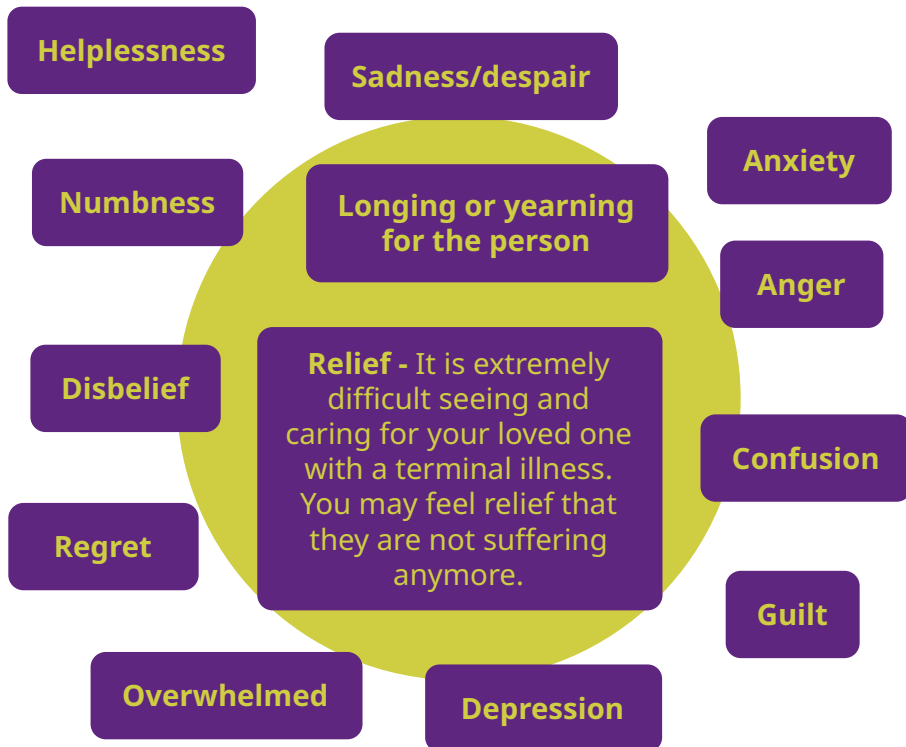 Helplessness
Sadness/despair
Anxiety
Numbness
Longing or yearning
for the person
Anger
Relief - It is extremely
difficult seeing and
caring for your loved one
with a terminal illness.
You may feel relief that
they are not suffering
anymore.
Disbelief
Confusion
Regret
Guilt
Overwhelmed
Depression